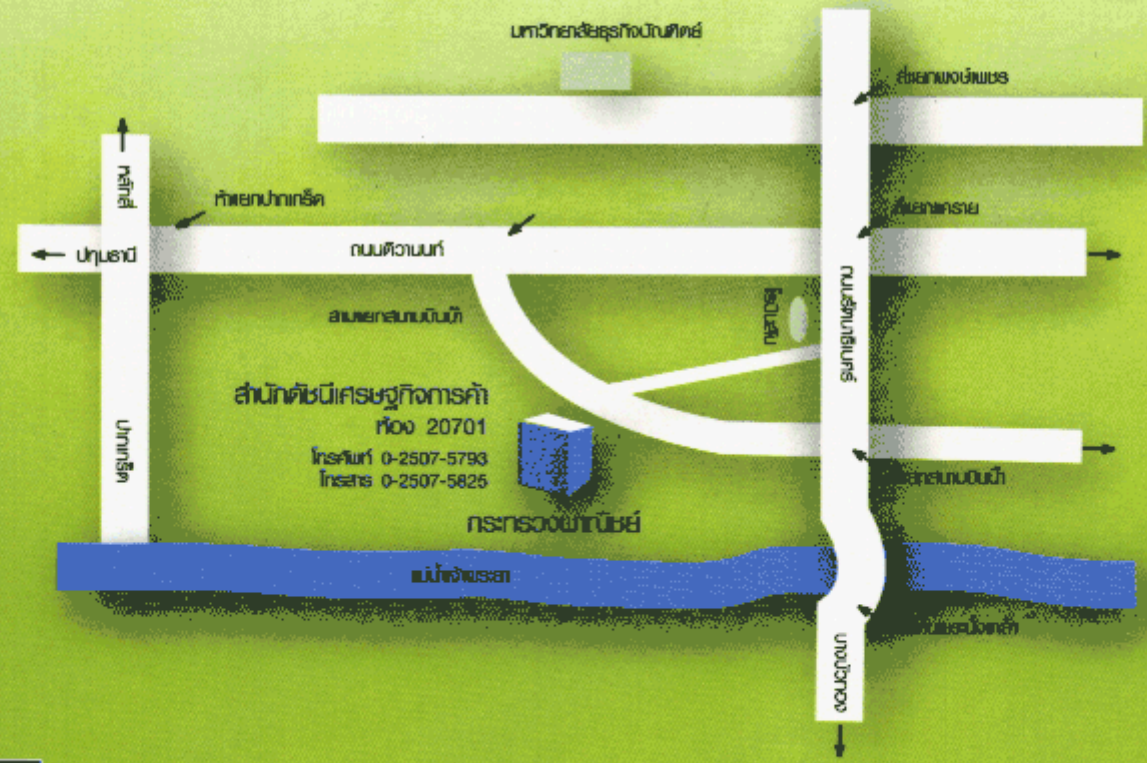 มหาวิทยาลัยธุรกิจบัณฑิตย์
สี่แยกพงษ์เพชร
หลักสี่
ห้าแยกปากเกร็ด
สี่แยกแคราย
ปทุมธานี
ถนนติวานนท์
ถนนรัตนาธิเบศร์
สามแยกสนามบินน้ำ
สำนักดัชนีเศรษฐกิจการค้า
ห้อง 20701
ปากเกร็ด
โทรศัพท์ 0-2507-5793
โทรสาร 0-2507-5825
แยกสนามบินน้ำ
กระทรวงพาณิชย์
แม่น้ำเจ้าพระยา
บางบัวทอง